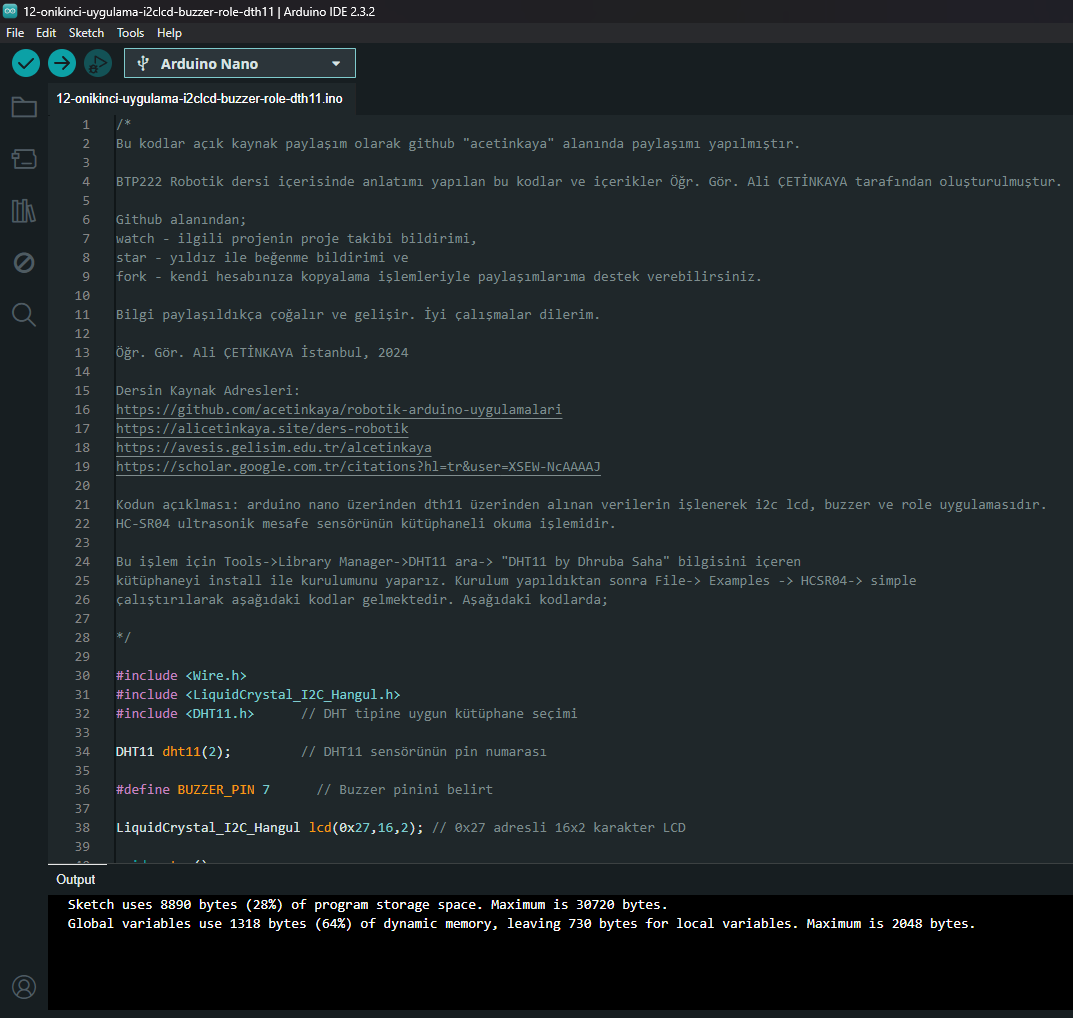 12-onikinci-uygulama-i2clcd-buzzer-role-dth11 | Arduino IDE 2.3.2
File Edit Sketch Tools Help
Arduino Nano
12-onikinci-uygulama-i2clcd-buzzer-role-dth11.ino
1 /*
2 Bu kodlar açık kaynak paylaşım olarak github "acetinkaya" alanında paylaşımı yapılmıştır.
3
4 BTP222 Robotik dersi içerisinde anlatımı yapılan bu kodlar ve içerikler Öğr. Gör. Ali ÇETİNKAYA tarafından oluşturulmuştur.
5
6 Github alanından;
7 watch - ilgili projenin proje takibi bildirimi,
8 star - yıldız ile beğenme bildirimi ve
9 fork - kendi hesabınıza kopyalama işlemleriyle paylaşımlarıma destek verebilirsiniz.
10
11 Bilgi paylaşıldıkça çoğalır ve gelişir. İyi çalışmalar dilerim.
12
13 Öğr. Gör. Ali ÇETİNKAYA İstanbul, 2024
14
15 Dersin Kaynak Adresleri:
16 https://github.com/acetinkaya/robotik-arduino-uygulamalari
17 https://alicetinkaya.site/ders-robotik
18 https://avesis.gelisim.edu.tr/alcetinkaya
19 https://scholar.google.com.tr/citations?hl=tr&user=XSEW-NcAAAAJ
20
21 Kodun açıklması: arduino nano üzerinden dth11 üzerinden alınan verilerin işlenerek i2c lcd, buzzer ve role uygulamasıdır.
22 HC-SR04 ultrasonik mesafe sensörünün kütüphaneli okuma işlemidir.
23
24 Bu işlem için Tools->Library Manager->DHT11 ara-> "DHT11 by Dhruba Saha" bilgisini içeren
25 kütüphaneyi install ile kurulumunu yaparız. Kurulum yapıldıktan sonra File-> Examples -> HCSR04-> simple
26 çalıştırılarak aşağıdaki kodlar gelmektedir. Aşağıdaki kodlarda;
27
28 */
29
30 #include <Wire.h>
31 #include <LiquidCrystal_I2C_Hangul.h>
32 #include <DHT11.h> // DHT tipine uygun kütüphane seçimi
33
34 DHT11 dht11(2); // DHT11 sensörünün pin numarası
35
36 #define BUZZER_PIN 7 // Buzzer pinini belirt
37
38 LiquidCrystal_I2C_Hangul lcd(0x27,16,2); // 0x27 adresli 16x2 karakter LCD
39
Output
Sketch uses 8890 bytes (28%) of program storage space. Maximum is 30720 bytes.
Global variables use 1318 bytes (64%) of dynamic memory, leaving 730 bytes for local variables. Maximum is 2048 bytes.